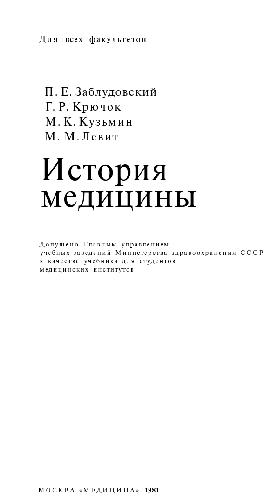 Для всех факультетов
П. Е. Заблудовский
Г. Р. Крючок
М. К. Кузьмин
М. М. Левит
История
медицины
Допущено Главным управлением
учебных заведений Министерства здравоохранения СССР
в качестве учебника для студентов
медицинских институтов
МОСКВА «МЕДИЦИНА» 1981